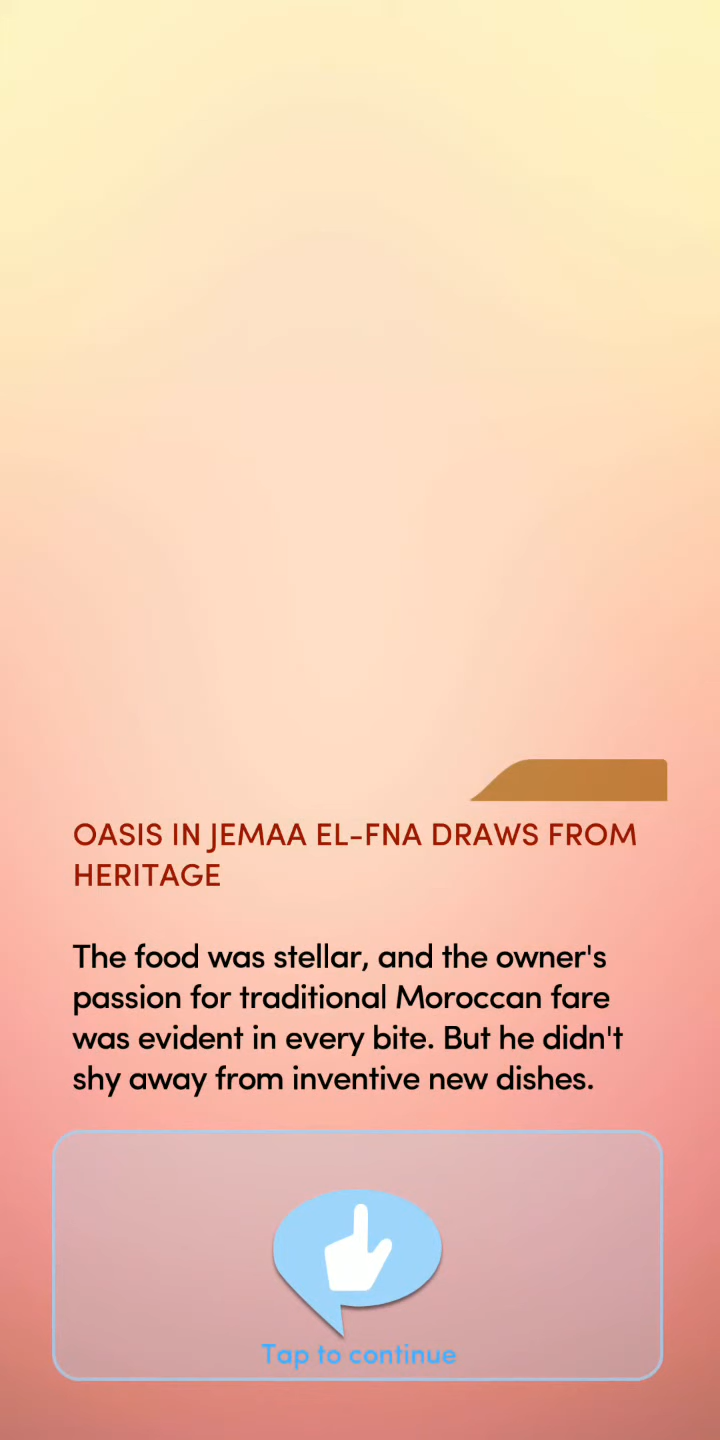 OASIS IN JEMAA EL-FNA DRAWS FROM
HERITAGE
The food was stellar, and the owner's
passion for traditional Moroccan fare
was evident in every bite. But he didn't
shy away from inventive new dishes.
Tap to continue